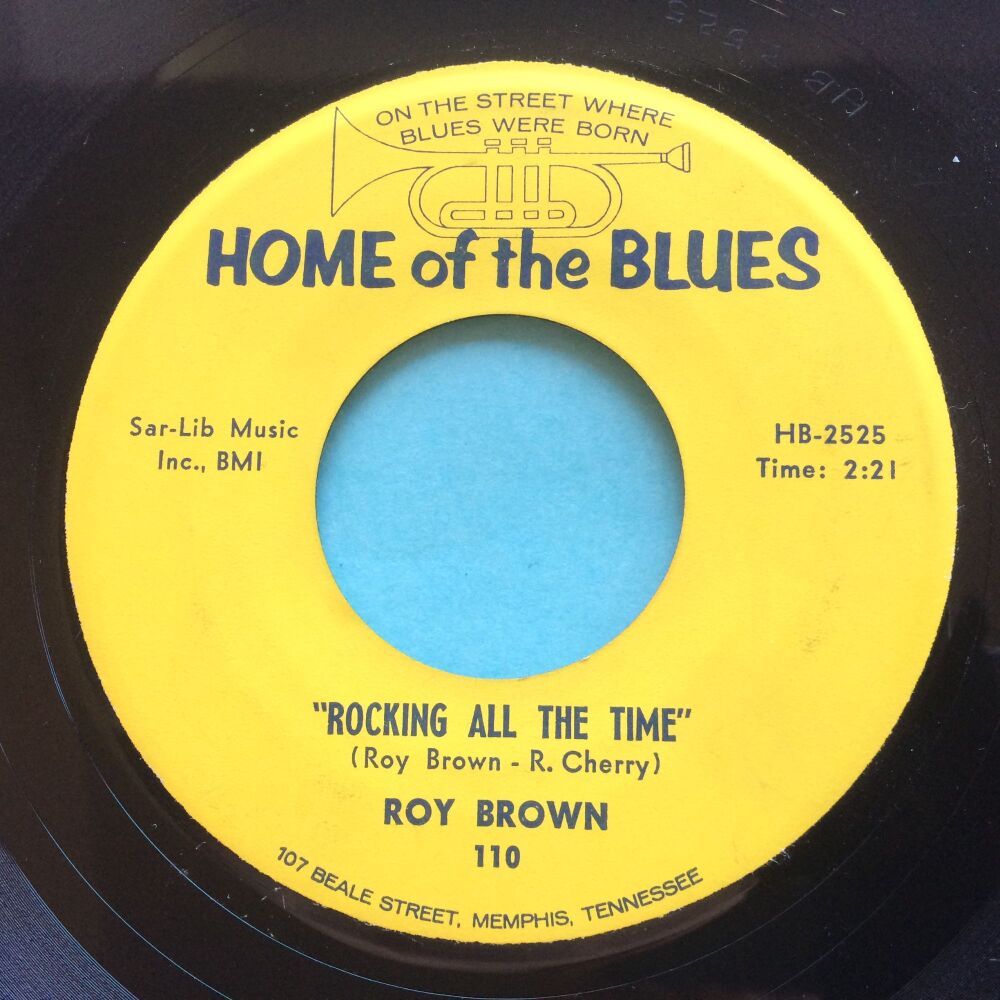 ON THE STREET WHERE
BLUES WERE BORN
HOME of the BLUES
Sar-Lib Music
Inc., BMI
HB-2525
Time: 2:21
"ROCKING ALL THE TIME"
(Roy Brown - R. Cherry)
ROY BROWN
110
107 BEALE STREET, MEMPHIS, TENNESSEE